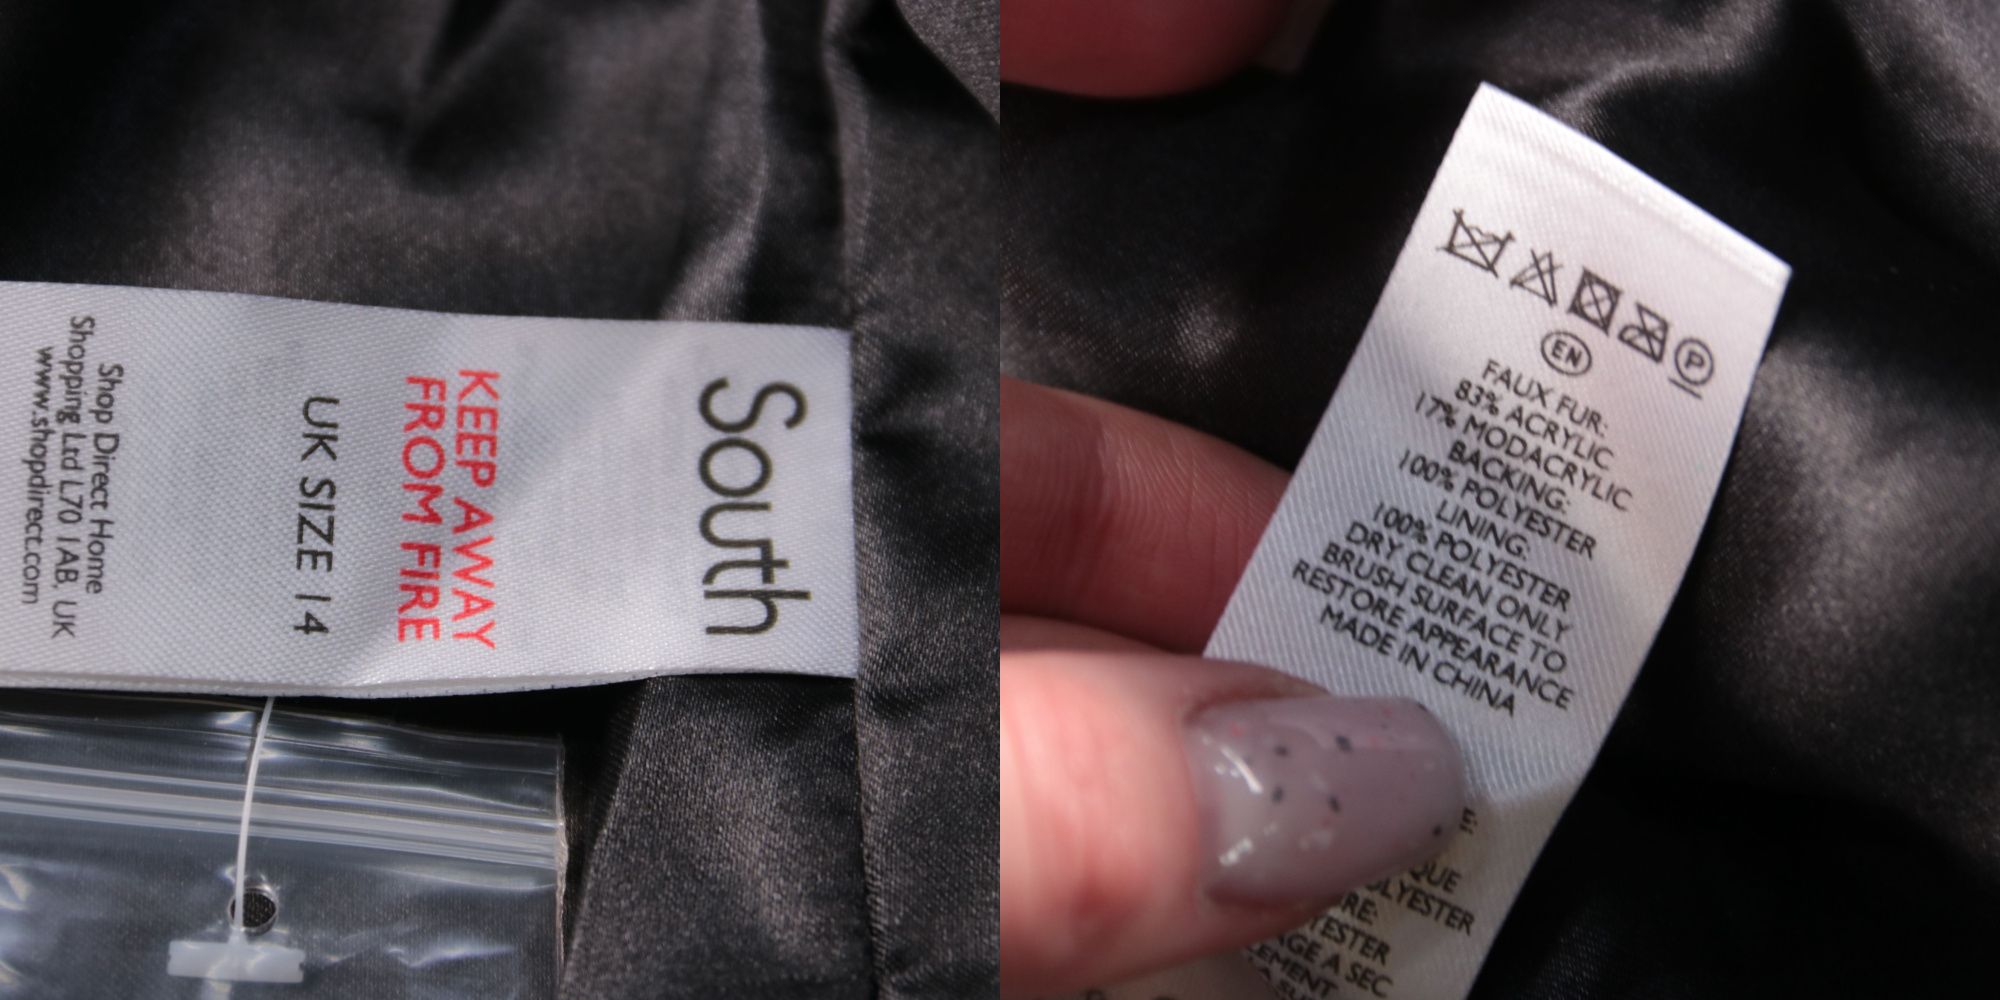 South
KEEP AWAY
FROM FIRE
UK SIZE 14
Shop Direct Home
Shopping Ltd L70 1AB, UK
www.shopdirect.com
P
EN
FAUX FUR:
83% ACRYLIC
17% MODACRYLIC
BACKING:
100% POLYESTER
LINING:
100% POLYESTER
DRY CLEAN ONLY
BRUSH SURFACE TO
RESTORE APPEARANCE
MADE IN CHINA
A SEC